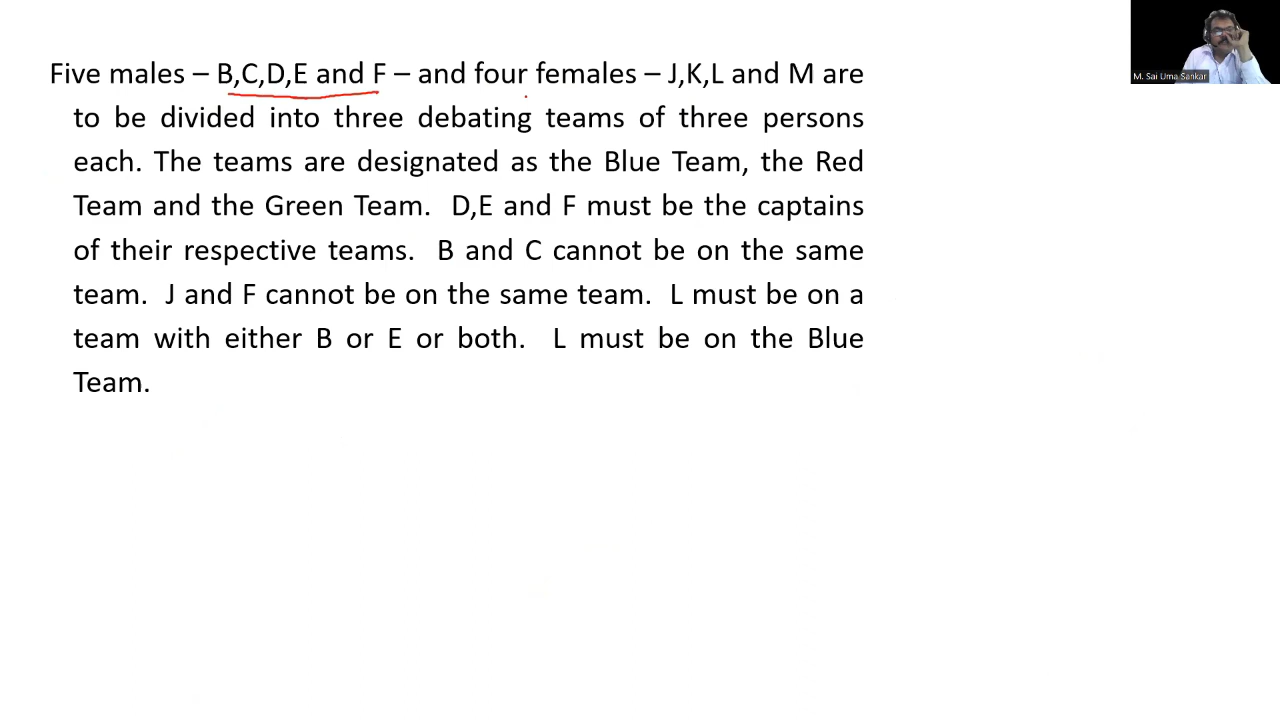 Five males – B,C,D,E and F – and four females – J,K,L and M are
to be divided into three debating teams of three persons
each. The teams are designated as the Blue Team, the Red
Team and the Green Team. D,E and F must be the captains
of their respective teams. B and C cannot be on the same
team. J and F cannot be on the same team. L must be on a
team with either B or E or both. L must be on the Blue
Team.
M. Sai Uma Sankar